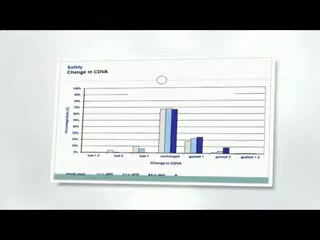 Safety
Change in CDVA
100%
90%
80%
70%
60%
50%
40%
30%
20%
10%
0%
lost > 2 lost 2 lost 1 unchanged gained 1 gained 2 gained > 2
Change in CDVA